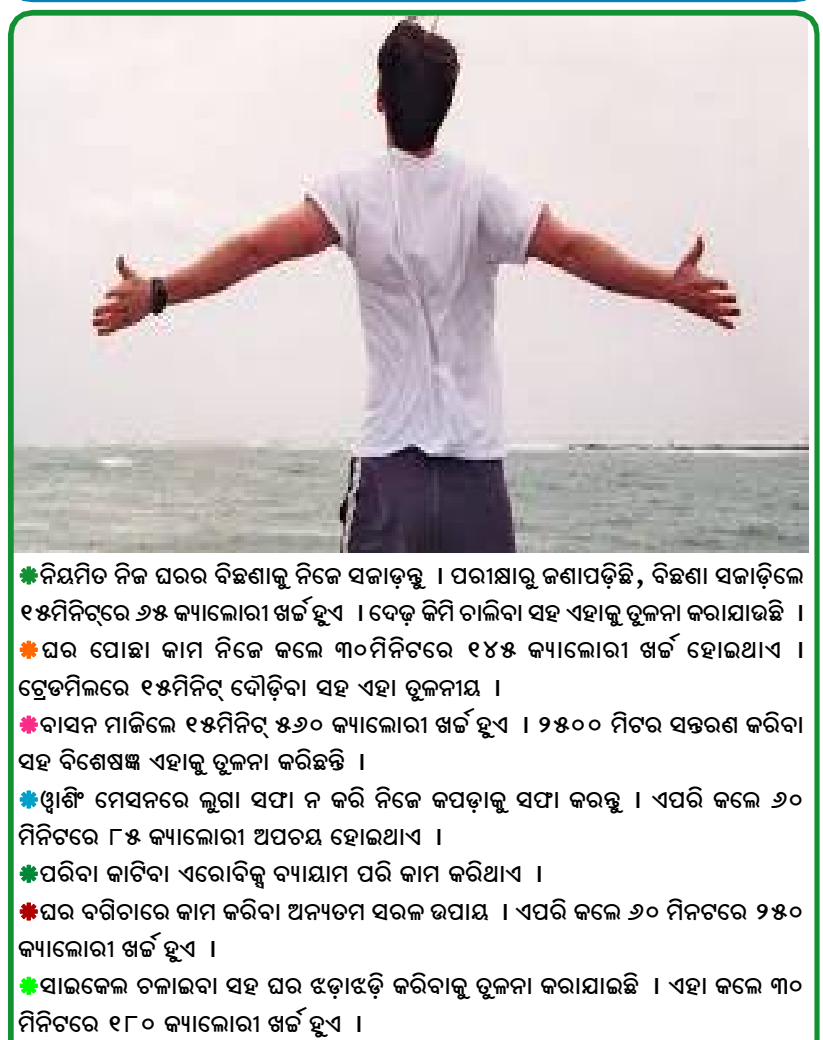 ନିୟମିତ ନିଜ ଘରର ବିଛଣାକୁ ନିଜେ ସଜାଡ଼ନ୍ତୁ । ପରୀକ୍ଷାରୁ ଜଣାପଡ଼ିଛି, ବିଛଣା ସଜାଡ଼ିଲେ
୧୫ମିନିଟ୍‌ରେ ୬୫ କ୍ୟାଲୋରୀ ଖର୍ଚ୍ଚ ହୁଏ । ଦେଢ଼ କିମି ଚାଲିବା ସହ ଏହାକୁ ତୁଳନା କରାଯାଉଛି ।
ଘର ପୋଛା କାମ ନିଜେ କଲେ ୩୦ମିନିଟରେ ୧୪୫ କ୍ୟାଲୋରୀ ଖର୍ଚ୍ଚ ହୋଇଥାଏ ।
ଟ୍ରେଡମିଲରେ ୧୫ମିନିଟ୍ ଦୌଡ଼ିବା ସହ ଏହା ତୁଳନୀୟ ।
ବାସନ ମାଜିଲେ ୧୫ମିନିଟ୍ ୫୬୦ କ୍ୟାଲୋରୀ ଖର୍ଚ୍ଚ ହୁଏ । ୨୫୦୦ ମିଟର ସନ୍ତରଣ କରିବା
ସହ ବିଶେଷଜ୍ଞ ଏହାକୁ ତୁଳନା କରିଛନ୍ତି ।
ଓ୍ୱାଶିଂ ମେସନରେ ଲୁଗା ସଫା ନ କରି ନିଜେ କପଡ଼ାକୁ ସଫା କରନ୍ତୁ । ଏପରି କଲେ ୬୦
ମିନିଟରେ ୮୫ କ୍ୟାଲୋରୀ ଅପଚୟ ହୋଇଥାଏ ।
ପରିବା କାଟିବା ଏରୋବିକ୍ସ ବ୍ୟାୟାମ ପରି କାମ କରିଥାଏ ।
ଘର ବଗିଚାରେ କାମ କରିବା ଅନ୍ୟତମ ସରଳ ଉପାୟ । ଏପରି କଲେ ୬୦ ମିନଟରେ ୨୫୦
କ୍ୟାଲୋରୀ ଖର୍ଚ୍ଚ ହୁଏ ।
ସାଇକେଲ ଚଳାଇବା ସହ ଘର ଝଡ଼ାଝଡ଼ି କରିବାକୁ ତୁଳନା କରାଯାଇଛି । ଏହା କଲେ ୩୦
ମିନିଟରେ ୧୮୦ କ୍ୟାଲୋରୀ ଖର୍ଚ୍ଚ ହୁଏ ।